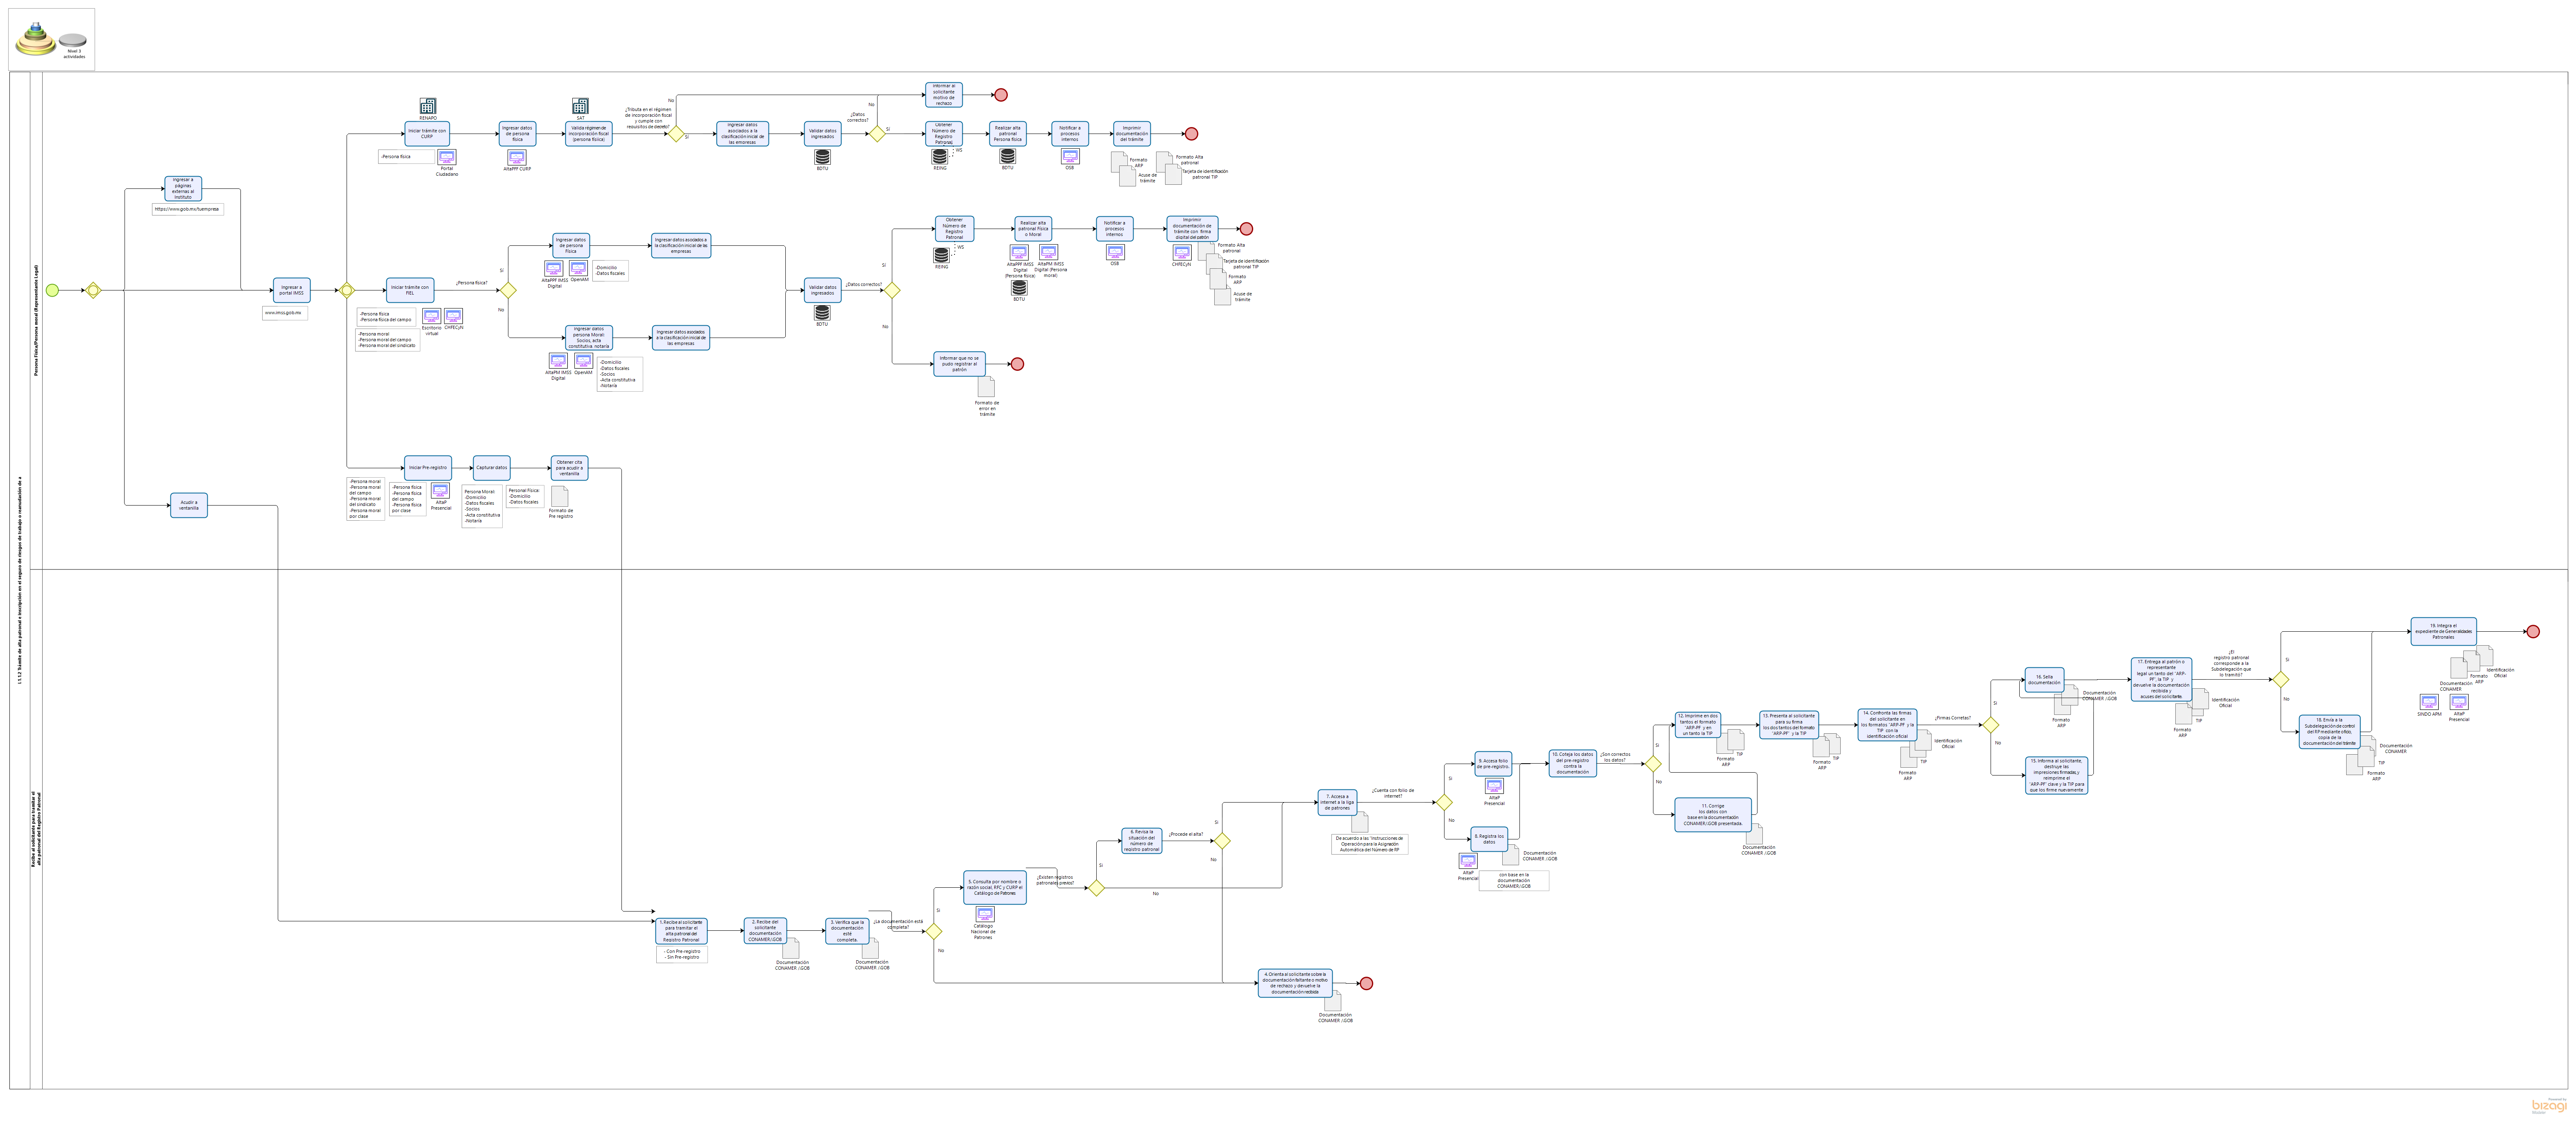 Nivel 3
actividades
I.1.1.2 Trámite de alta patronal e inscripción en el seguro de riesgos de trabajo o reanudación de a
Persona Física/Persona moral (Representante Legal)
Ingresar a
páginas
externas al
Instituto
https://www.gob.mx/tuempresa
Ingresar a
portal IMSS
www.imss.gob.mx
Acudir a
ventanilla
RENAPO
Iniciar trámite con
CURP
-Persona física
Portal
Ciudadano
Ingresar datos
de persona
física
AltaPPF CURP
SAT
Valida régimen de
incorporación fiscal
(persona física)
¿Tributa en el régimen
de incorporación fiscal
y cumple con
requisitos de decreto?
No
Si
Ingresar datos
asociados a la
clasificación inicial de
las empresas
Validar datos
ingresados
BDTU
¿Datos
correctos?
No
Si
Informar al
solicitante
motivo de
rechazo
Obtener
Número de
Registro
Patronal
WS
REING
Realizar alta
patronal
Persona física
BDTU
Notificar a
procesos
internos
OSB
Imprimir
documentación
del trámite
Formato
ARP
Acuse de
trámite
Formato Alta
patronal
Tarjeta de identificación
patronal TIP
Iniciar trámite con
FIEL
-Persona física
-Persona física del campo
-Persona moral
-Persona moral del campo
-Persona moral del sindicato
Escritorio
virtual
CHFECyN
¿Persona física?
Si
No
Ingresar datos
de persona
Física
AltaPPF IMSS
Digital
OpenAM
-Domicilio
-Datos fiscales
Ingresar datos asociados a
la clasificación inicial de las
empresas
Ingresar datos
persona Moral:
Socios, acta
constitutiva, notaría
AltaPM IMSS
Digital
OpenAM
-Domicilio
-Datos fiscales
-Socios
-Acta constitutiva
-Notaría
Ingresar datos asociados
a la clasificación inicial de
las empresas
Validar datos
ingresados
BDTU
¿Datos correctos?
Si
No
Obtener
Número de
Registro
Patronal
WS
REING
Realizar alta
patronal Física
o Moral
AltaPPF IMSS
Digital
(Persona física)
AltaPM IMSS
Digital (Persona
moral)
BDTU
Notificar a
procesos
internos
OSB
Imprimir
documentación de
trámite con firma
digital del patrón
CHFECyN
Formato Alta
patronal
Tarjeta de identificación
patronal TIP
Formato
ARP
Acuse de
trámite
Informar que no se
pudo registrar al
patrón
Formato de
error en
trámite
Iniciar Pre-registro
-Persona moral
-Persona moral
del campo
-Persona moral
del sindicato
-Persona moral
por clase
-Persona física
-Persona física
del campo
-Persona física
por clase
AltaP
Presencial
Capturar datos
Persona Moral:
-Domicilio
-Datos fiscales
-Socios
-Acta constitutiva
-Notaría
Personal Física:
-Domicilio
-Datos fiscales
Obtener cita
para acudir a
ventanilla
Formato de
Pre registro
Recibe al solicitante para tramitar el
alta patronal del Registro Patronal
1. Recibe al solicitante
para tramitar el
alta patronal del
Registro Patronal
- Con Pre-registro
- Sin Pre-registro
2. Recibe del
solicitante
documentación
CONAMER/.GOB
Documentación
CONAMER /.GOB
3. Verifica que la
documentación
esté
completa.
Documentación
CONAMER /.GOB
¿La documentación está
completa?
Si
No
4. Orienta al solicitante sobre la
documentación faltante o motivo
de rechazo y devuelve la
documentación recibida
Documentación
CONAMER /.GOB
5. Consulta por nombre o
razón social, RFC y CURP el
Catálogo de Patrones
Catálogo
Nacional de
Patrones
¿Existen registros
patronales previos?
Si
No
6. Revisa la
situación del
número de
registro patronal
¿Procede el alta?
Si
No
7. Accesa a
internet a la liga
de patrones
De acuerdo a las "Instrucciones de
Operación para la Asignación
Automática del Número de RP
¿Cuenta con folio de
internet?
Si
No
8. Registra los
datos
AltaP
Presencial
Documentación
CONAMER /.GOB
con base en la
documentación
CONAMER/.GOB
9. Accesa folio
de pre-registro.
AltaP
Presencial
10. Coteja los datos
del pre-registro
contra la
documentación
¿Son correctos
los datos?
Si
No
11. Corrige
los datos con
base en la documentación
CONAMER/.GOB presentada.
Documentación
CONAMER /.GOB
12. Imprime en dos
tantos el formato
"ARP-PF" y en
un tanto la TIP
TIP
Formato
ARP
13. Presenta al solicitante
para su firma
los dos tantos del formato
"ARP-PF" y la TIP
TIP
Formato
ARP
14. Confronta las firmas
del solicitante en
los formatos "ARP-PF" y la
TIP con la
identificación oficial
Identificación
Oficial
TIP
Formato
ARP
¿Firmas Corretas?
Si
No
15. Informa al solicitante,
destruye las
impresiones firmadas,y
reimprime el
"ARP-PF" clave y la TIP para
que los firme nuevamente
16. Sella
documentación
Documentación
CONAMER /.GOB
Formato
ARP
17. Entrega al patrón o
representante
legal un tanto del "ARP-
PF", la TIP y
devuelve la documentación
recibida y
acuses del solicitante.
Identificación
Oficial
TIP
Formato
ARP
¿El
registro patronal
corresponde a la
Subdelegación que
lo tramitó?
Si
No
18. Envía a la
Subdelegación de control
del RP mediante oficio,
copia de la
documentación del trámite
Documentación
CONAMER
TIP
Formato
ARP
19. Integra el
expediente de Generalidades
Patronales
Identificación
Oficial
Formato
ARP
Documentación
CONAMER
SINDO APM
AltaP
Presencial
Powered by
bizagi
Modeler